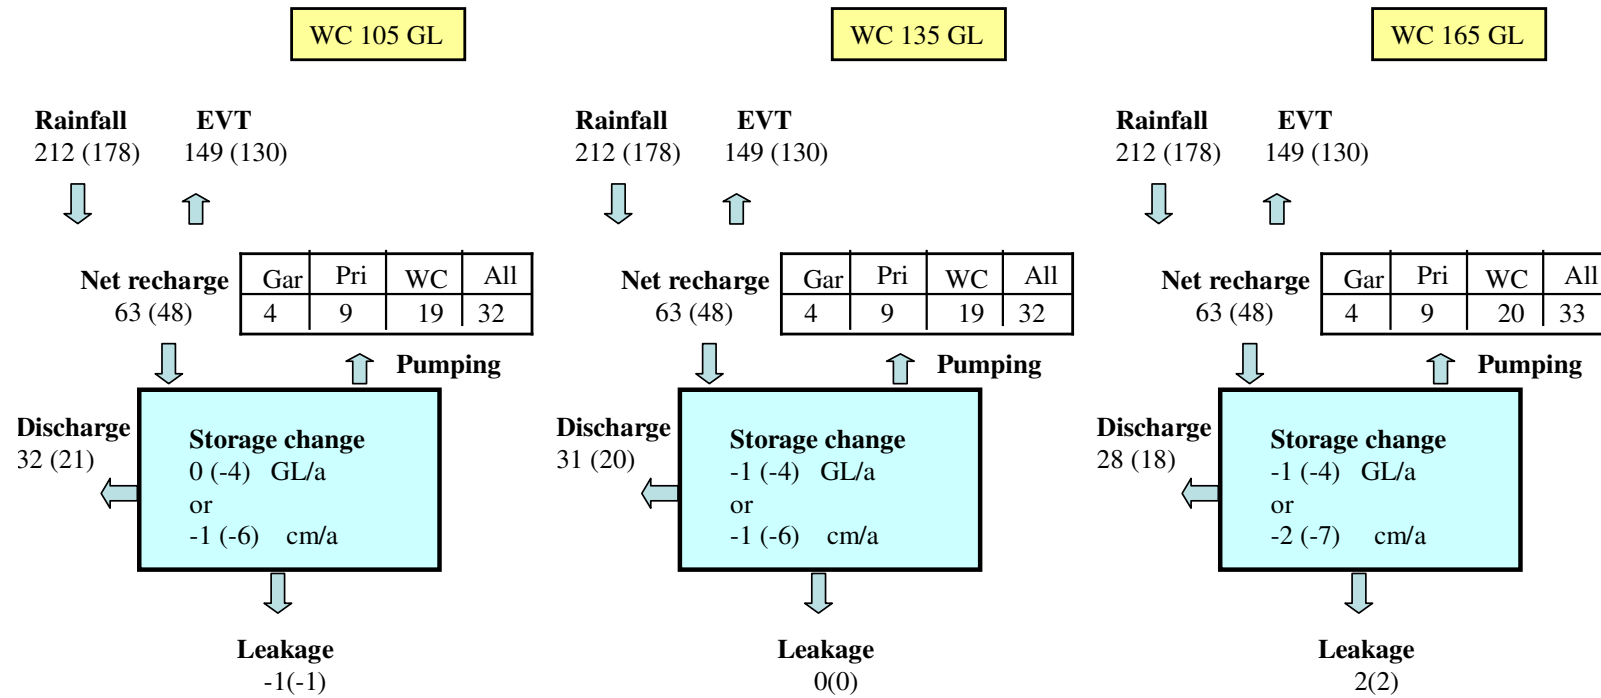 WC 105 GL
Rainfall EVT
212 (178) 149 (130)
Net recharge
63 (48)
Gar Pri WC All
4 9 19 32
Pumping
Discharge
32 (21)
Storage change
0 (-4) GL/a
or
-1 (-6) cm/a
Leakage
-1(-1)
WC 135 GL
Rainfall EVT
212 (178) 149 (130)
Net recharge
63 (48)
Gar Pri WC All
4 9 19 32
Pumping
Discharge
31 (20)
Storage change
-1 (-4) GL/a
or
-1 (-6) cm/a
Leakage
0(0)
WC 165 GL
Rainfall EVT
212 (178) 149 (130)
Net recharge
63 (48)
Gar Pri WC All
4 9 20 33
Pumping
Discharge
28 (18)
Storage change
-1 (-4) GL/a
or
-2 (-7) cm/a
Leakage
2(2)